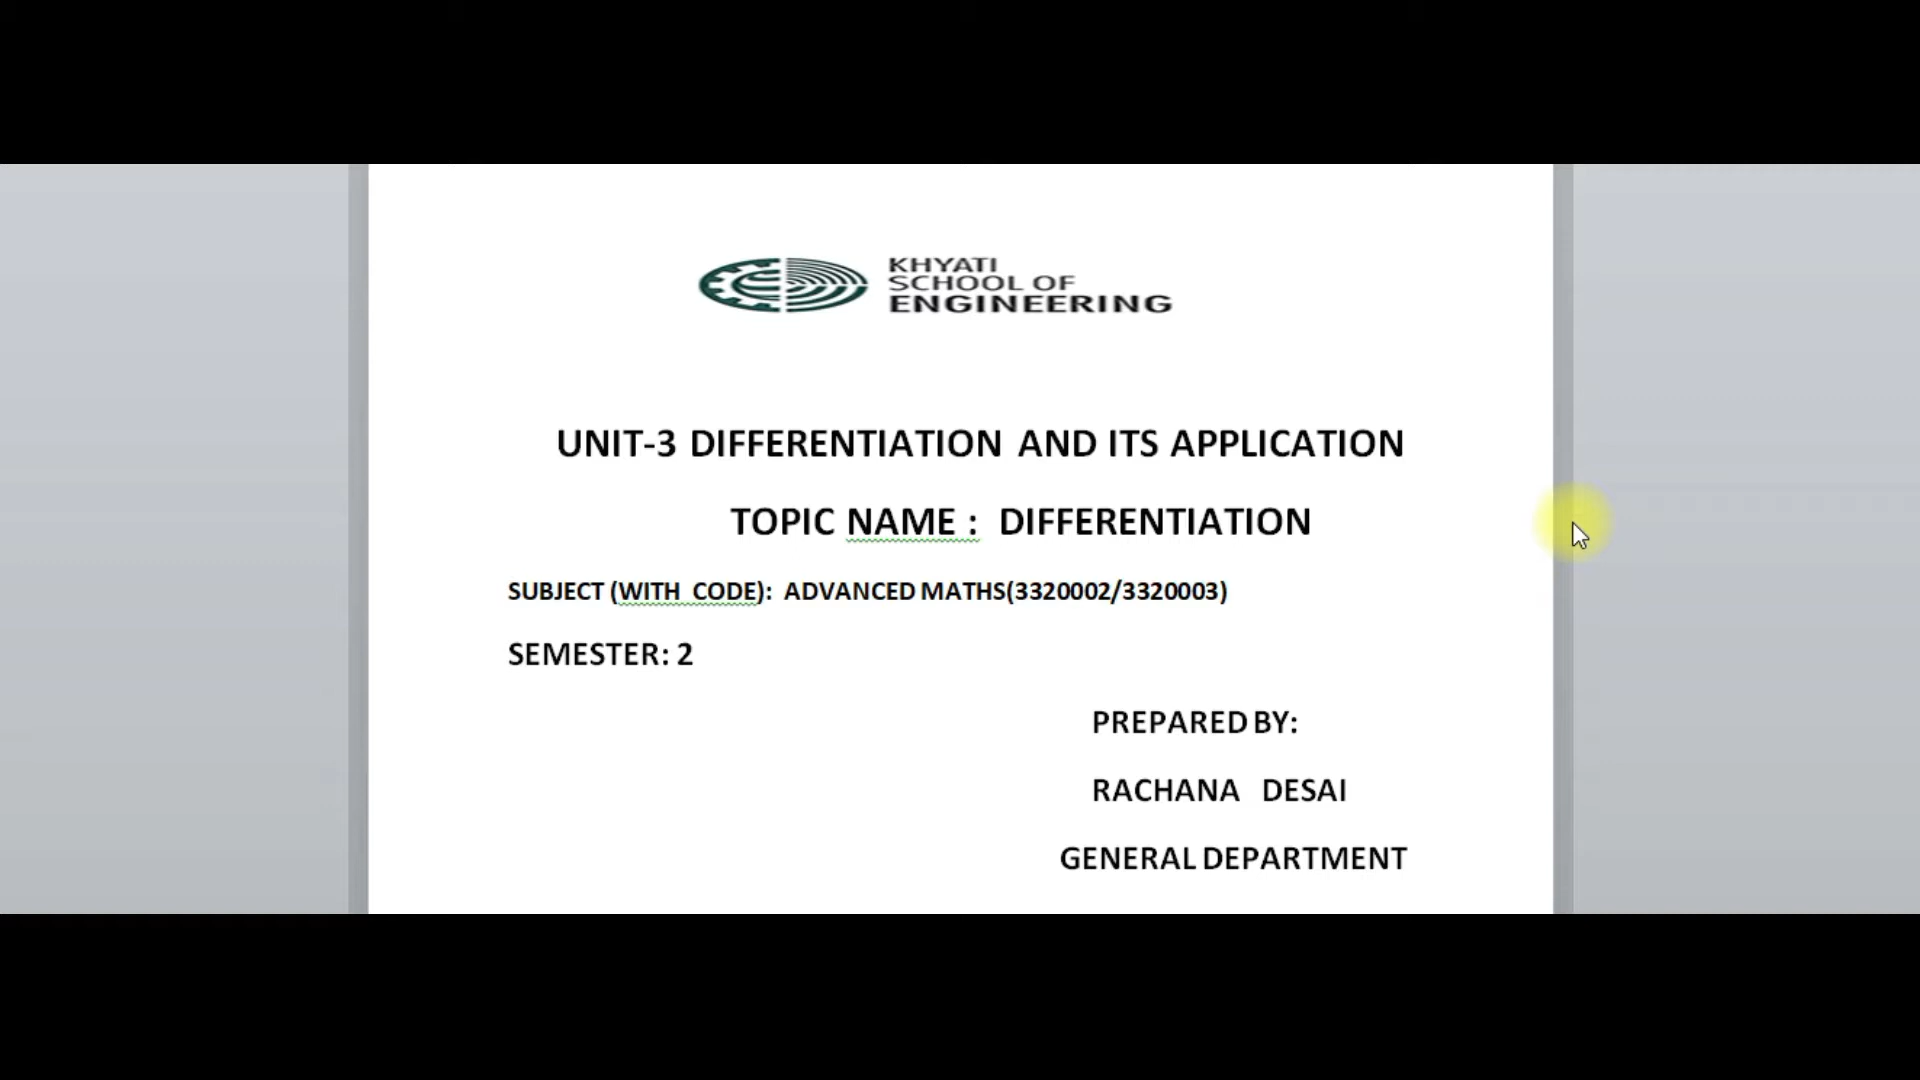 KHYATI
SCHOOL OF
ENGINEERING
UNIT-3 DIFFERENTIATION AND ITS APPLICATION
TOPIC NAME : DIFFERENTIATION
SUBJECT (WITH CODE): ADVANCED MATHS(3320002/3320003)
SEMESTER: 2
PREPARED BY:
RACHANA DESAI
GENERAL DEPARTMENT